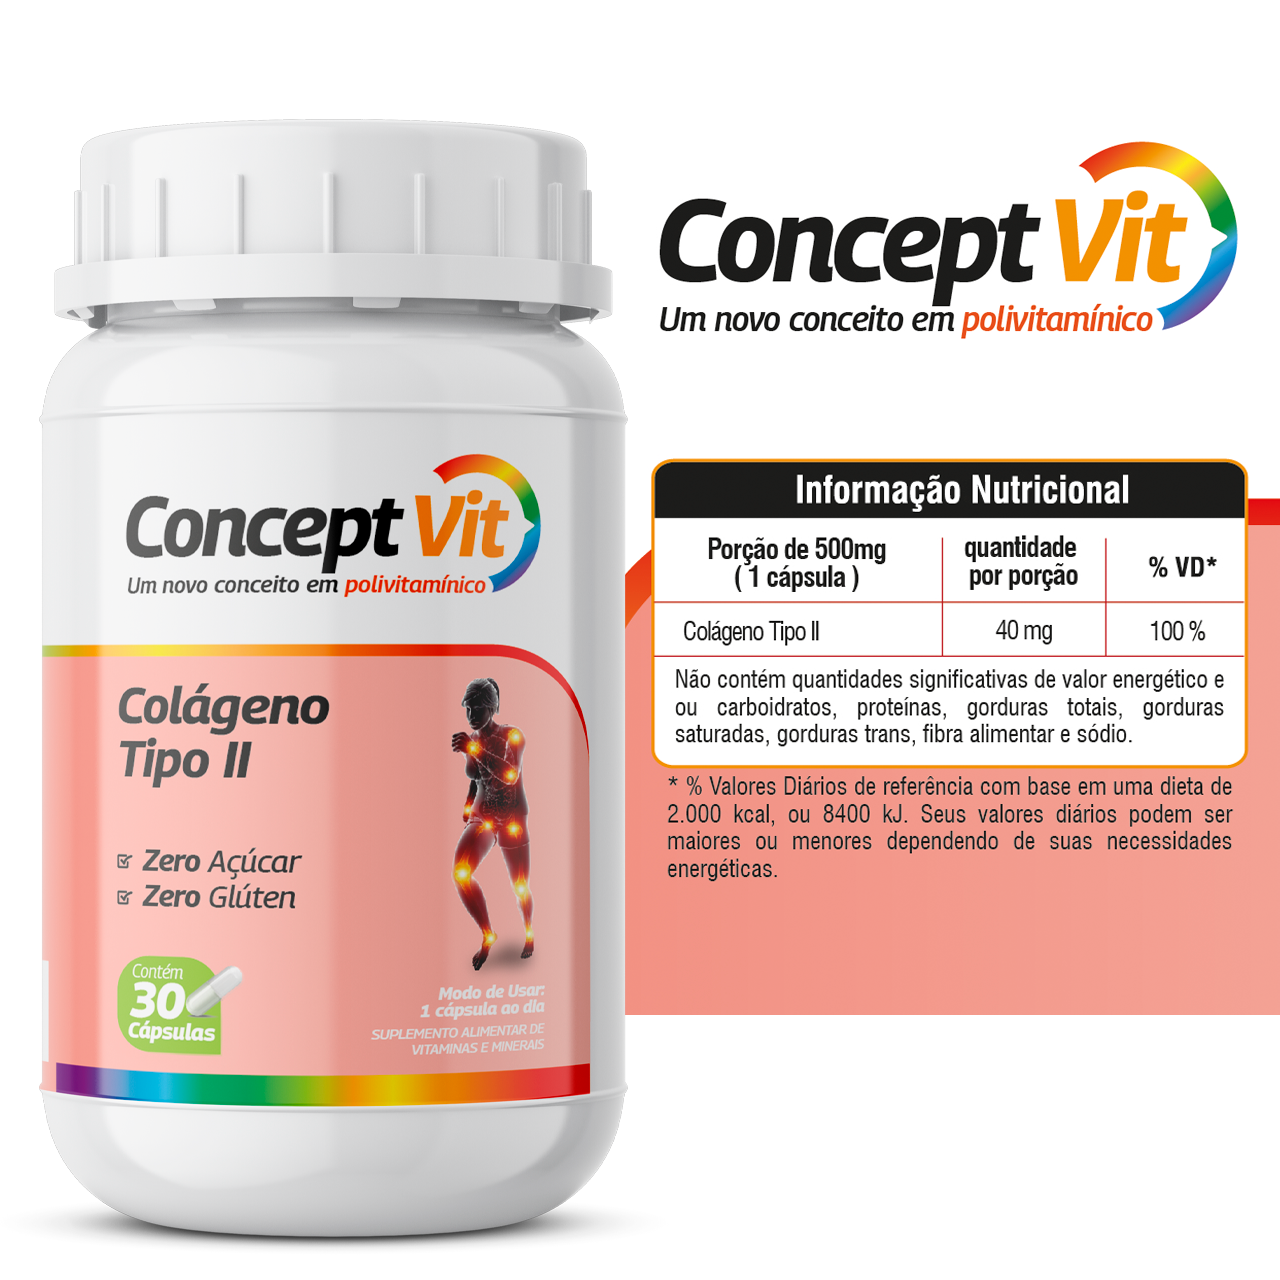 Concept Vit
Um novo conceito em polivitamínico
Colágeno
Tipo II
Zero Açúcar
Zero Glúten
Contém
30
Cápsulas
Modo de Usar:
1 cápsula ao dia
SUPLEMENTO ALIMENTAR DE
VITAMINAS E MINERAIS
Concept Vit
Um novo conceito em polivitamínico
Informação Nutricional
Porção de 500mg
( 1 cápsula )
quantidade
por porção
% VD*
Colágeno Tipo II 40 mg 100 %
Não contém quantidades significativas de valor energético e
ou carboidratos, proteínas, gorduras totais, gorduras
saturadas, gorduras trans, fibra alimentar e sódio.
* % Valores Diários de referência com base em uma dieta de
2.000 kcal, ou 8400 kJ. Seus valores diários podem ser
maiores ou menores dependendo de suas necessidades
energéticas.